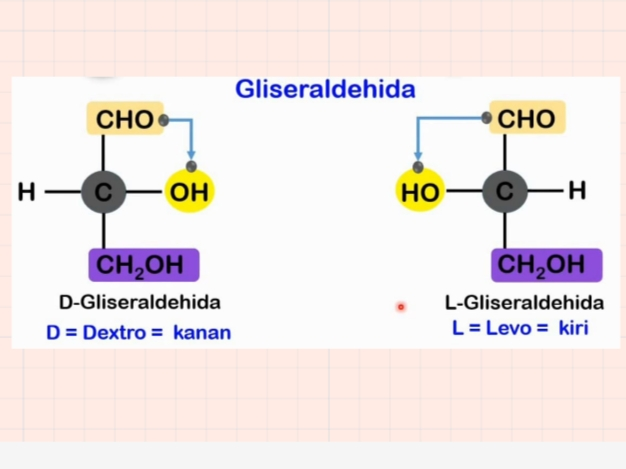 Gliseraldehida
CHO
H C OH
CH₂OH
D-Gliseraldehida
D = Dextro = kanan
CHO
HO C H
CH₂OH
L-Gliseraldehida
L = Levo = kiri